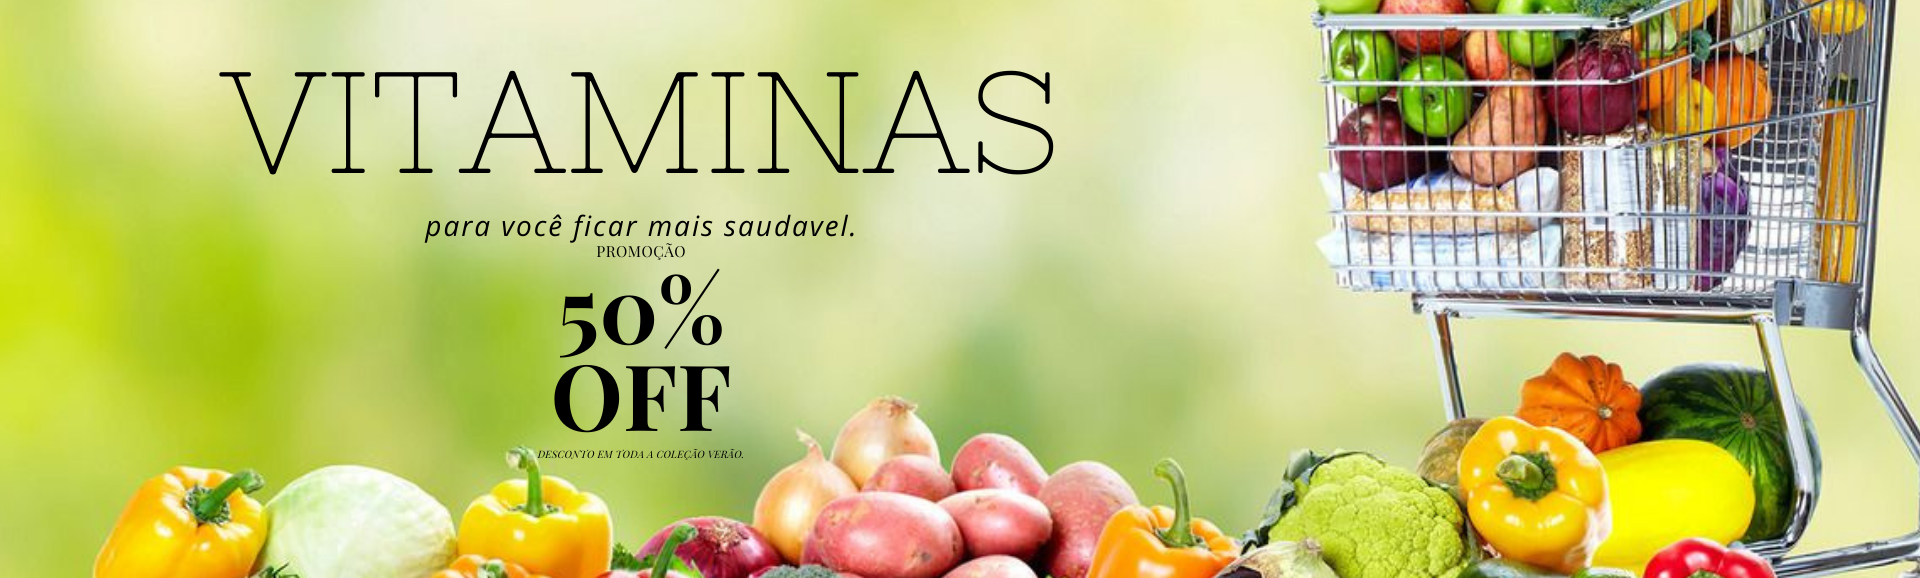 VITAMINAS
para você ficar mais saudavel.
PROMOÇÃO
50%
OFF
DESCONTO EM TODA A COLEÇÃO VERÃO.